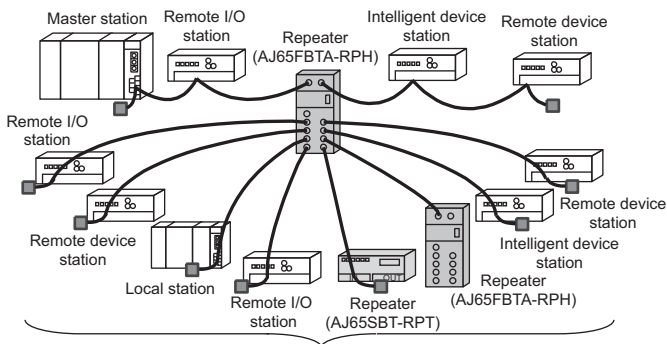 Master station
Remote I/O
station
Repeater
(AJ65FBTA-RPH)
Intelligent device
station
Remote device
station
Remote I/O
station
Remote device
station
Local station
Remote I/O
station
OUT
Repeater
(AJ65SBT-RPT)
Repeater
(AJ65FBTA-RPH)
Intelligent device
station
Remote device
station